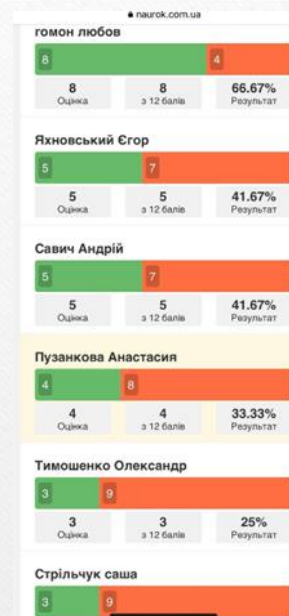 naurok.com.ua
гомон любов
8 4
8 8 66.67%
Оцінка з 12 балів Результат
Яхновський Єгор
5 7
5 5 41.67%
Оцінка з 12 балів Результат
Савич Андрій
5 7
5 5 41.67%
Оцінка з 12 балів Результат
Пузанкова Анастасия
4 8
4 4 33.33%
Оцінка з 12 балів Результат
Тимошенко Олександр
3 9
3 3 25%
Оцінка з 12 балів Результат
Стрільчук саша
3 9